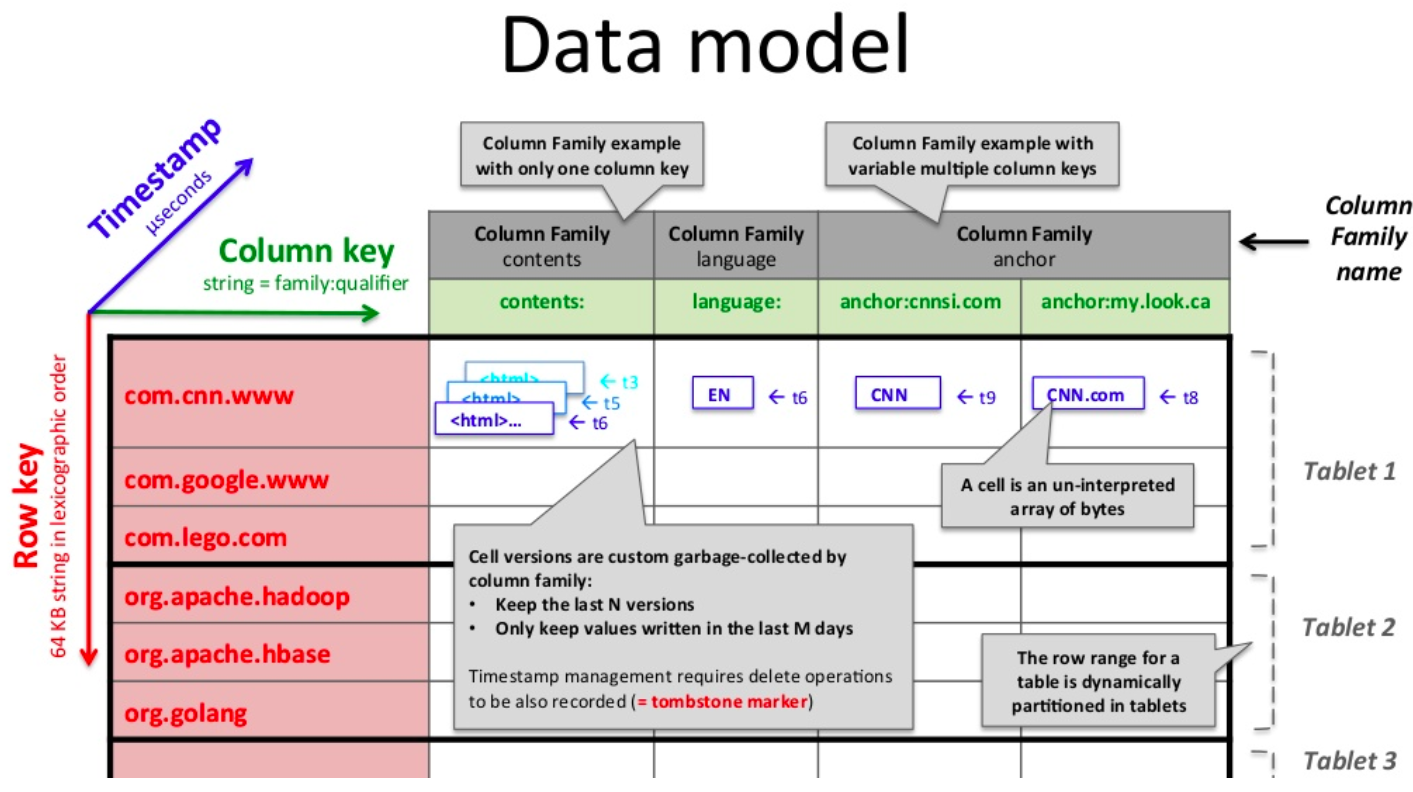 Data model
Timestamp
µseconds
Column key
string = family:qualifier
Row key
64 KB string in lexicographic order
Column Family example
with only one column key
Column Family example with
variable multiple column keys
Column
Family
name
Column Family
contents
Column Family
language
Column Family
anchor
contents:
language:
anchor:cnnsi.com
anchor:my.look.ca
com.cnn.www
<html>
← t3
<html>
← t5
<html>...
← t6
EN
← t6
CNN
← t9
CNN.com
← t8
com.google.www
com.lego.com
A cell is an un-interpreted
array of bytes
Tablet 1
Cell versions are custom garbage-collected by
column family:
• Keep the last N versions
• Only keep values written in the last M days
Timestamp management requires delete operations
to be also recorded (= tombstone marker)
org.apache.hadoop
org.apache.hbase
org.golang
The row range for a
table is dynamically
partitioned in tablets
Tablet 2
Tablet 3